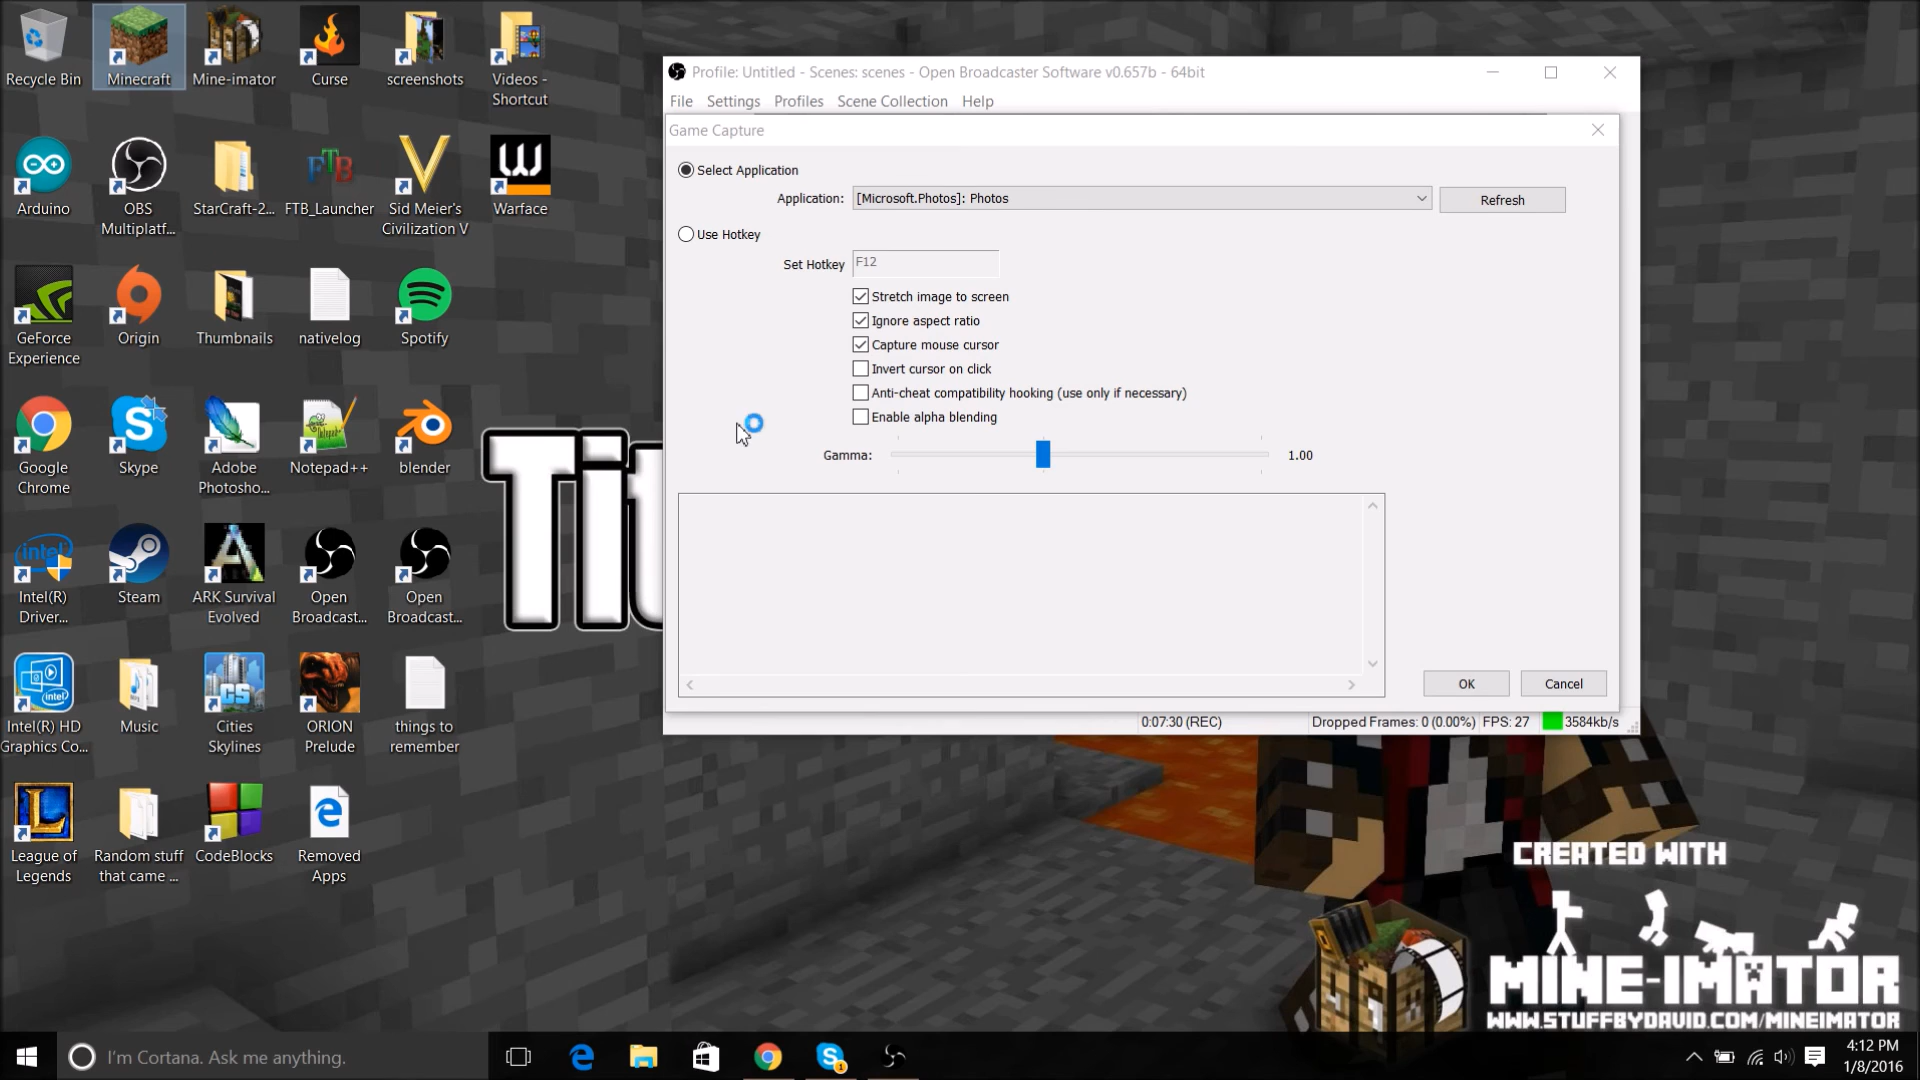 Recycle Bin
Minecraft
Mine-imator
Curse
screenshots
Videos -
Shortcut
Arduino
OBS
Multiplatf...
StarCraft-2...
FTB
FTB_Launcher
Sid Meier's
Civilization V
Warface
GeForce
Experience
Origin
Thumbnails
nativelog
Spotify
Google
Chrome
Skype
Adobe
Photosho...
Notepad++
blender
intel
Intel(R)
Driver...
Steam
ARK Survival
Evolved
Open
Broadcast...
Open
Broadcast...
intel
Intel(R) HD
Graphics Co...
Music
CS
Cities
Skylines
ORION
Prelude
things to
remember
League of
Legends
Random stuff
that came ...
CodeBlocks
Removed
Apps
Tit
Profile: Untitled - Scenes: scenes - Open Broadcaster Software v0.657b - 64bit
File Settings Profiles Scene Collection Help
Game Capture
Select Application
Application: [Microsoft.Photos]: Photos Refresh
Use Hotkey
Set Hotkey F12
Stretch image to screen
Ignore aspect ratio
Capture mouse cursor
Invert cursor on click
Anti-cheat compatibility hooking (use only if necessary)
Enable alpha blending
Gamma: 1.00
OK Cancel
0:07:30 (REC) Dropped Frames: 0 (0.00%) FPS: 27 3584kb/s
CREATED WITH
MINE-IMATOR
WWW.STUFFBYDAVID.COM/MINEIMATOR
I'm Cortana. Ask me anything.
1
4:12 PM
1/8/2016